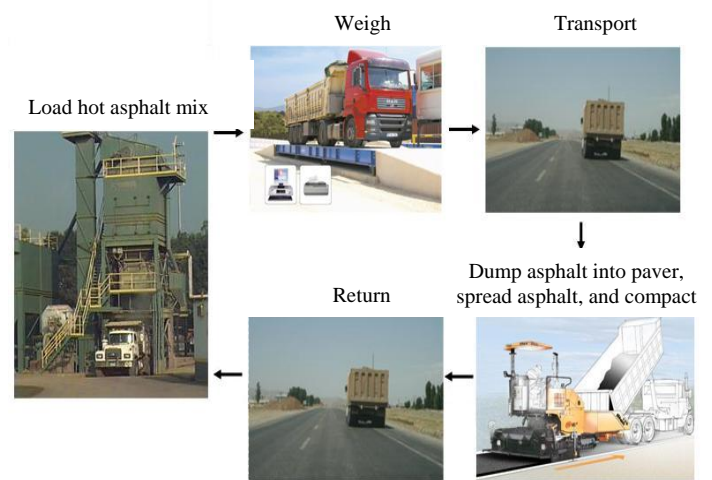 Weigh
Transport
Load hot asphalt mix
Dump asphalt into paver,
spread asphalt, and compact
Return